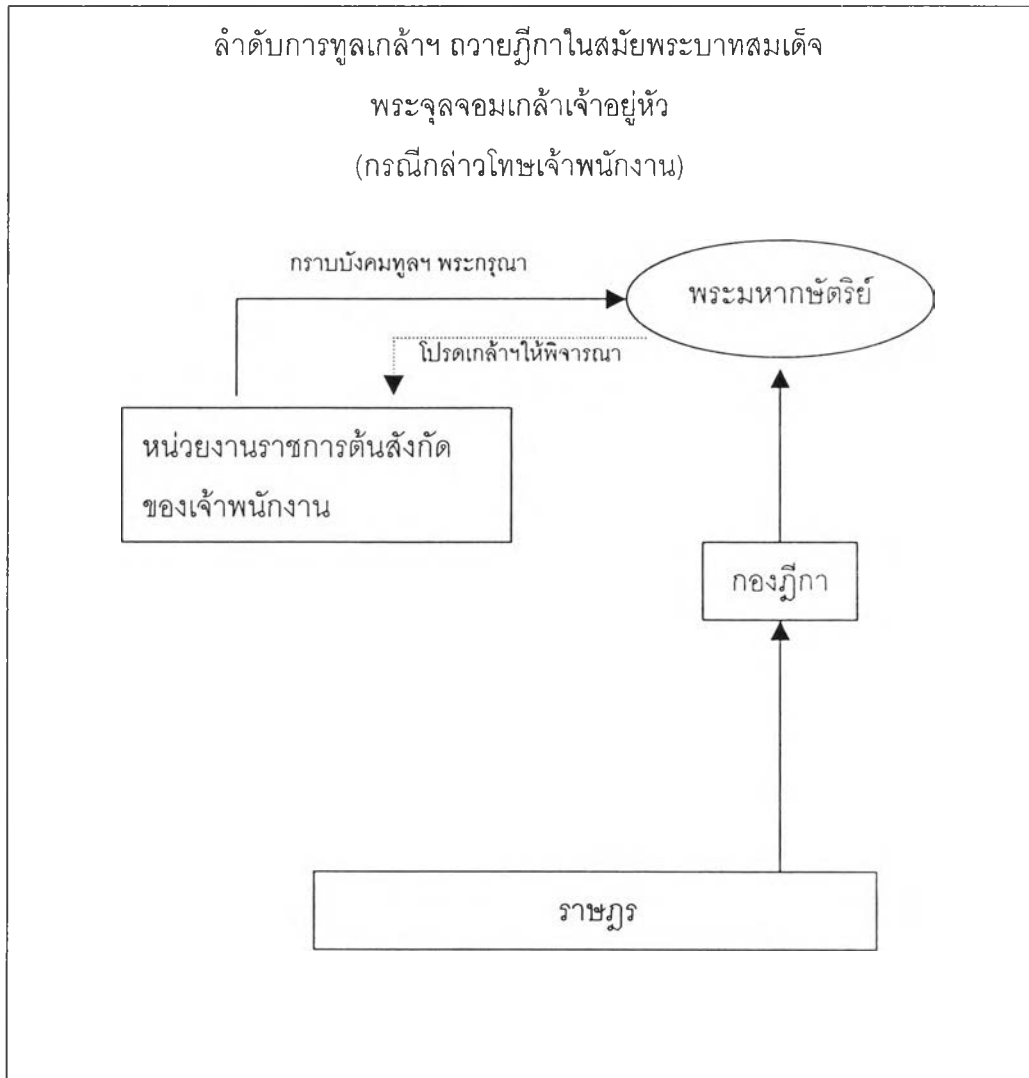 ลำดับการทูลเกล้าฯ ถวายฎีกาในสมัยพระบาทสมเด็จ
พระจุลจอมเกล้าเจ้าอยู่หัว
(กรณีกล่าวโทษเจ้าพนักงาน)
กราบบังคมทูลฯ พระกรุณา
พระมหากษัตริย์
โปรดเกล้าฯให้พิจารณา
หน่วยงานราชการต้นสังกัด
ของเจ้าพนักงาน
กองฎีกา
ราษฎร